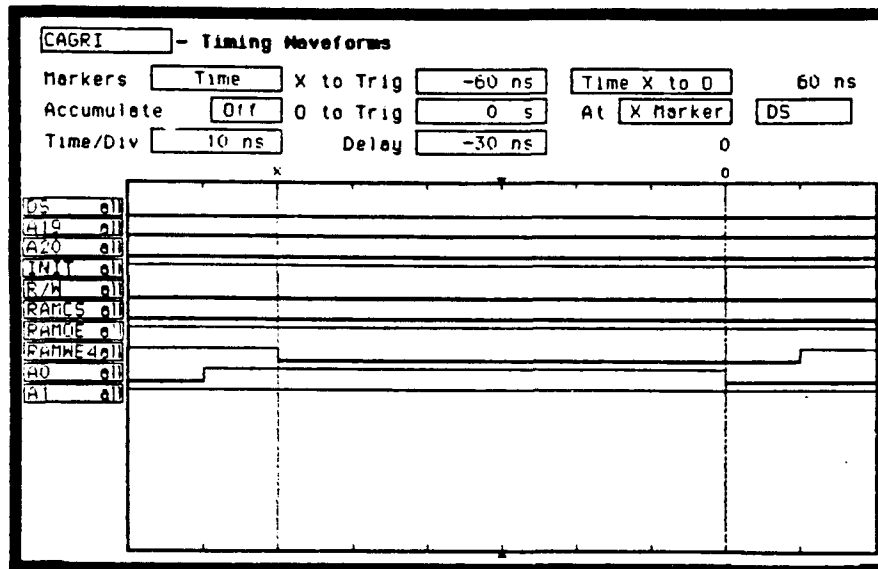 CAGRI - Timing Waveforms
Markers Time X to Trig -60 ns Time X to O 60 ns
Accumulate Off O to Trig 0 s At X Marker DS
Time/Div 10 ns Delay -30 ns 0
x o
DS all
A19 all
A20 all
INIT all
R/W all
RAMCS all
RAMOE all
RAMWE4 all
A0 all
A1 all